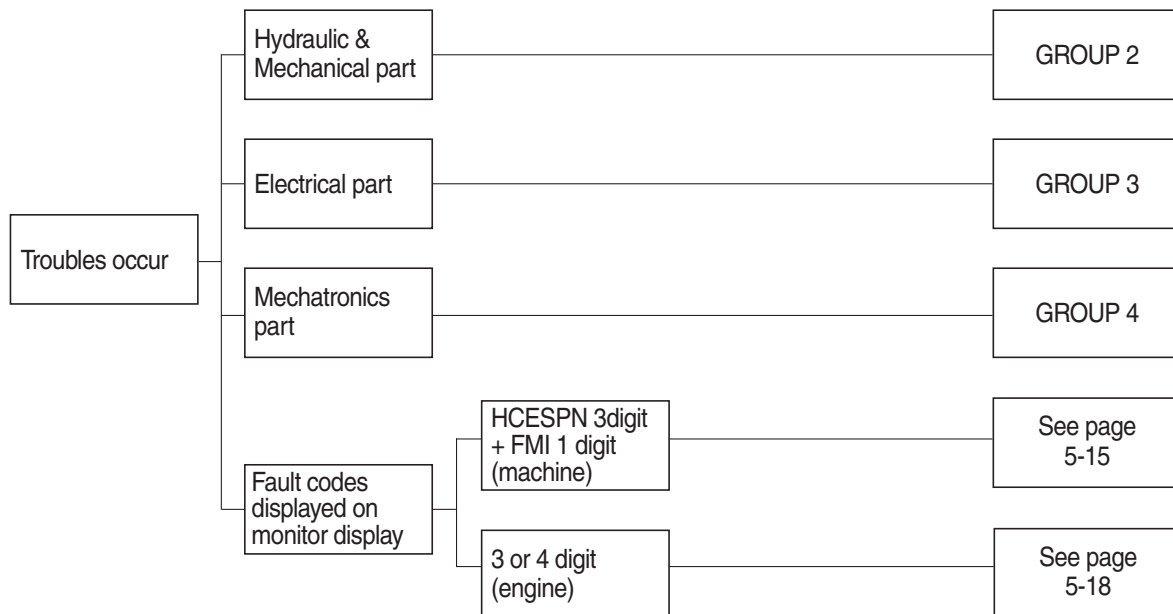 Troubles occur
Hydraulic &
Mechanical part
GROUP 2
Electrical part
GROUP 3
Mechatronics
part
GROUP 4
Fault codes
displayed on
monitor display
HCESPN 3digit
+ FMI 1 digit
(machine)
See page
5-15
3 or 4 digit
(engine)
See page
5-18